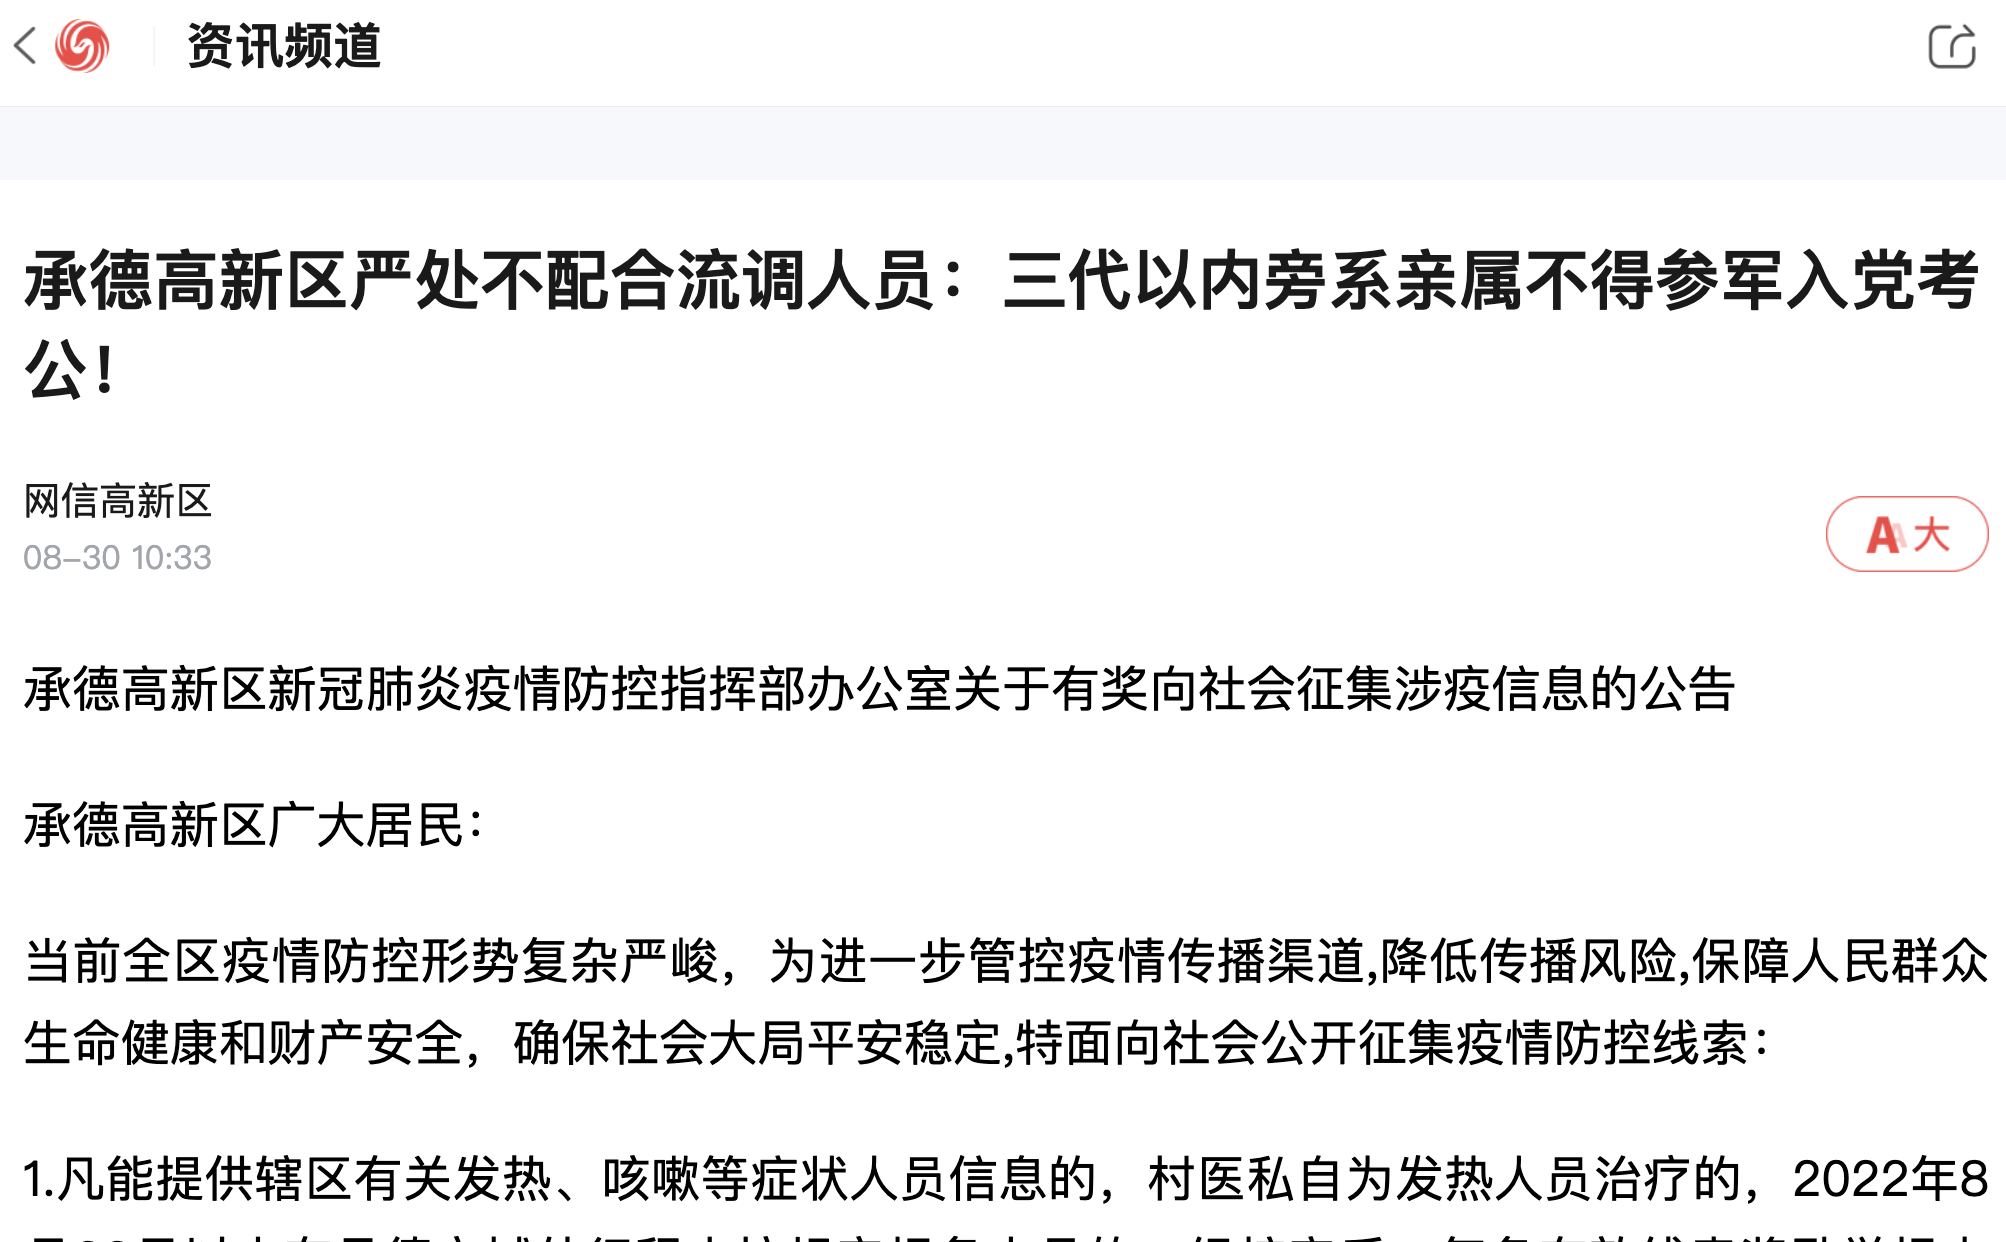 资讯频道
承德高新区严处不配合流调人员：三代以内旁系亲属不得参军入党考
公！
网信高新区
08-30 10:33
A大
承德高新区新冠肺炎疫情防控指挥部办公室关于有奖向社会征集涉疫信息的公告
承德高新区广大居民：
当前全区疫情防控形势复杂严峻，为进一步管控疫情传播渠道,降低传播风险,保障人民群众
生命健康和财产安全，确保社会大局平安稳定,特面向社会公开征集疫情防控线索：
1.凡能提供辖区有关发热、咳嗽等症状人员信息的，村医私自为发热人员治疗的，2022年8